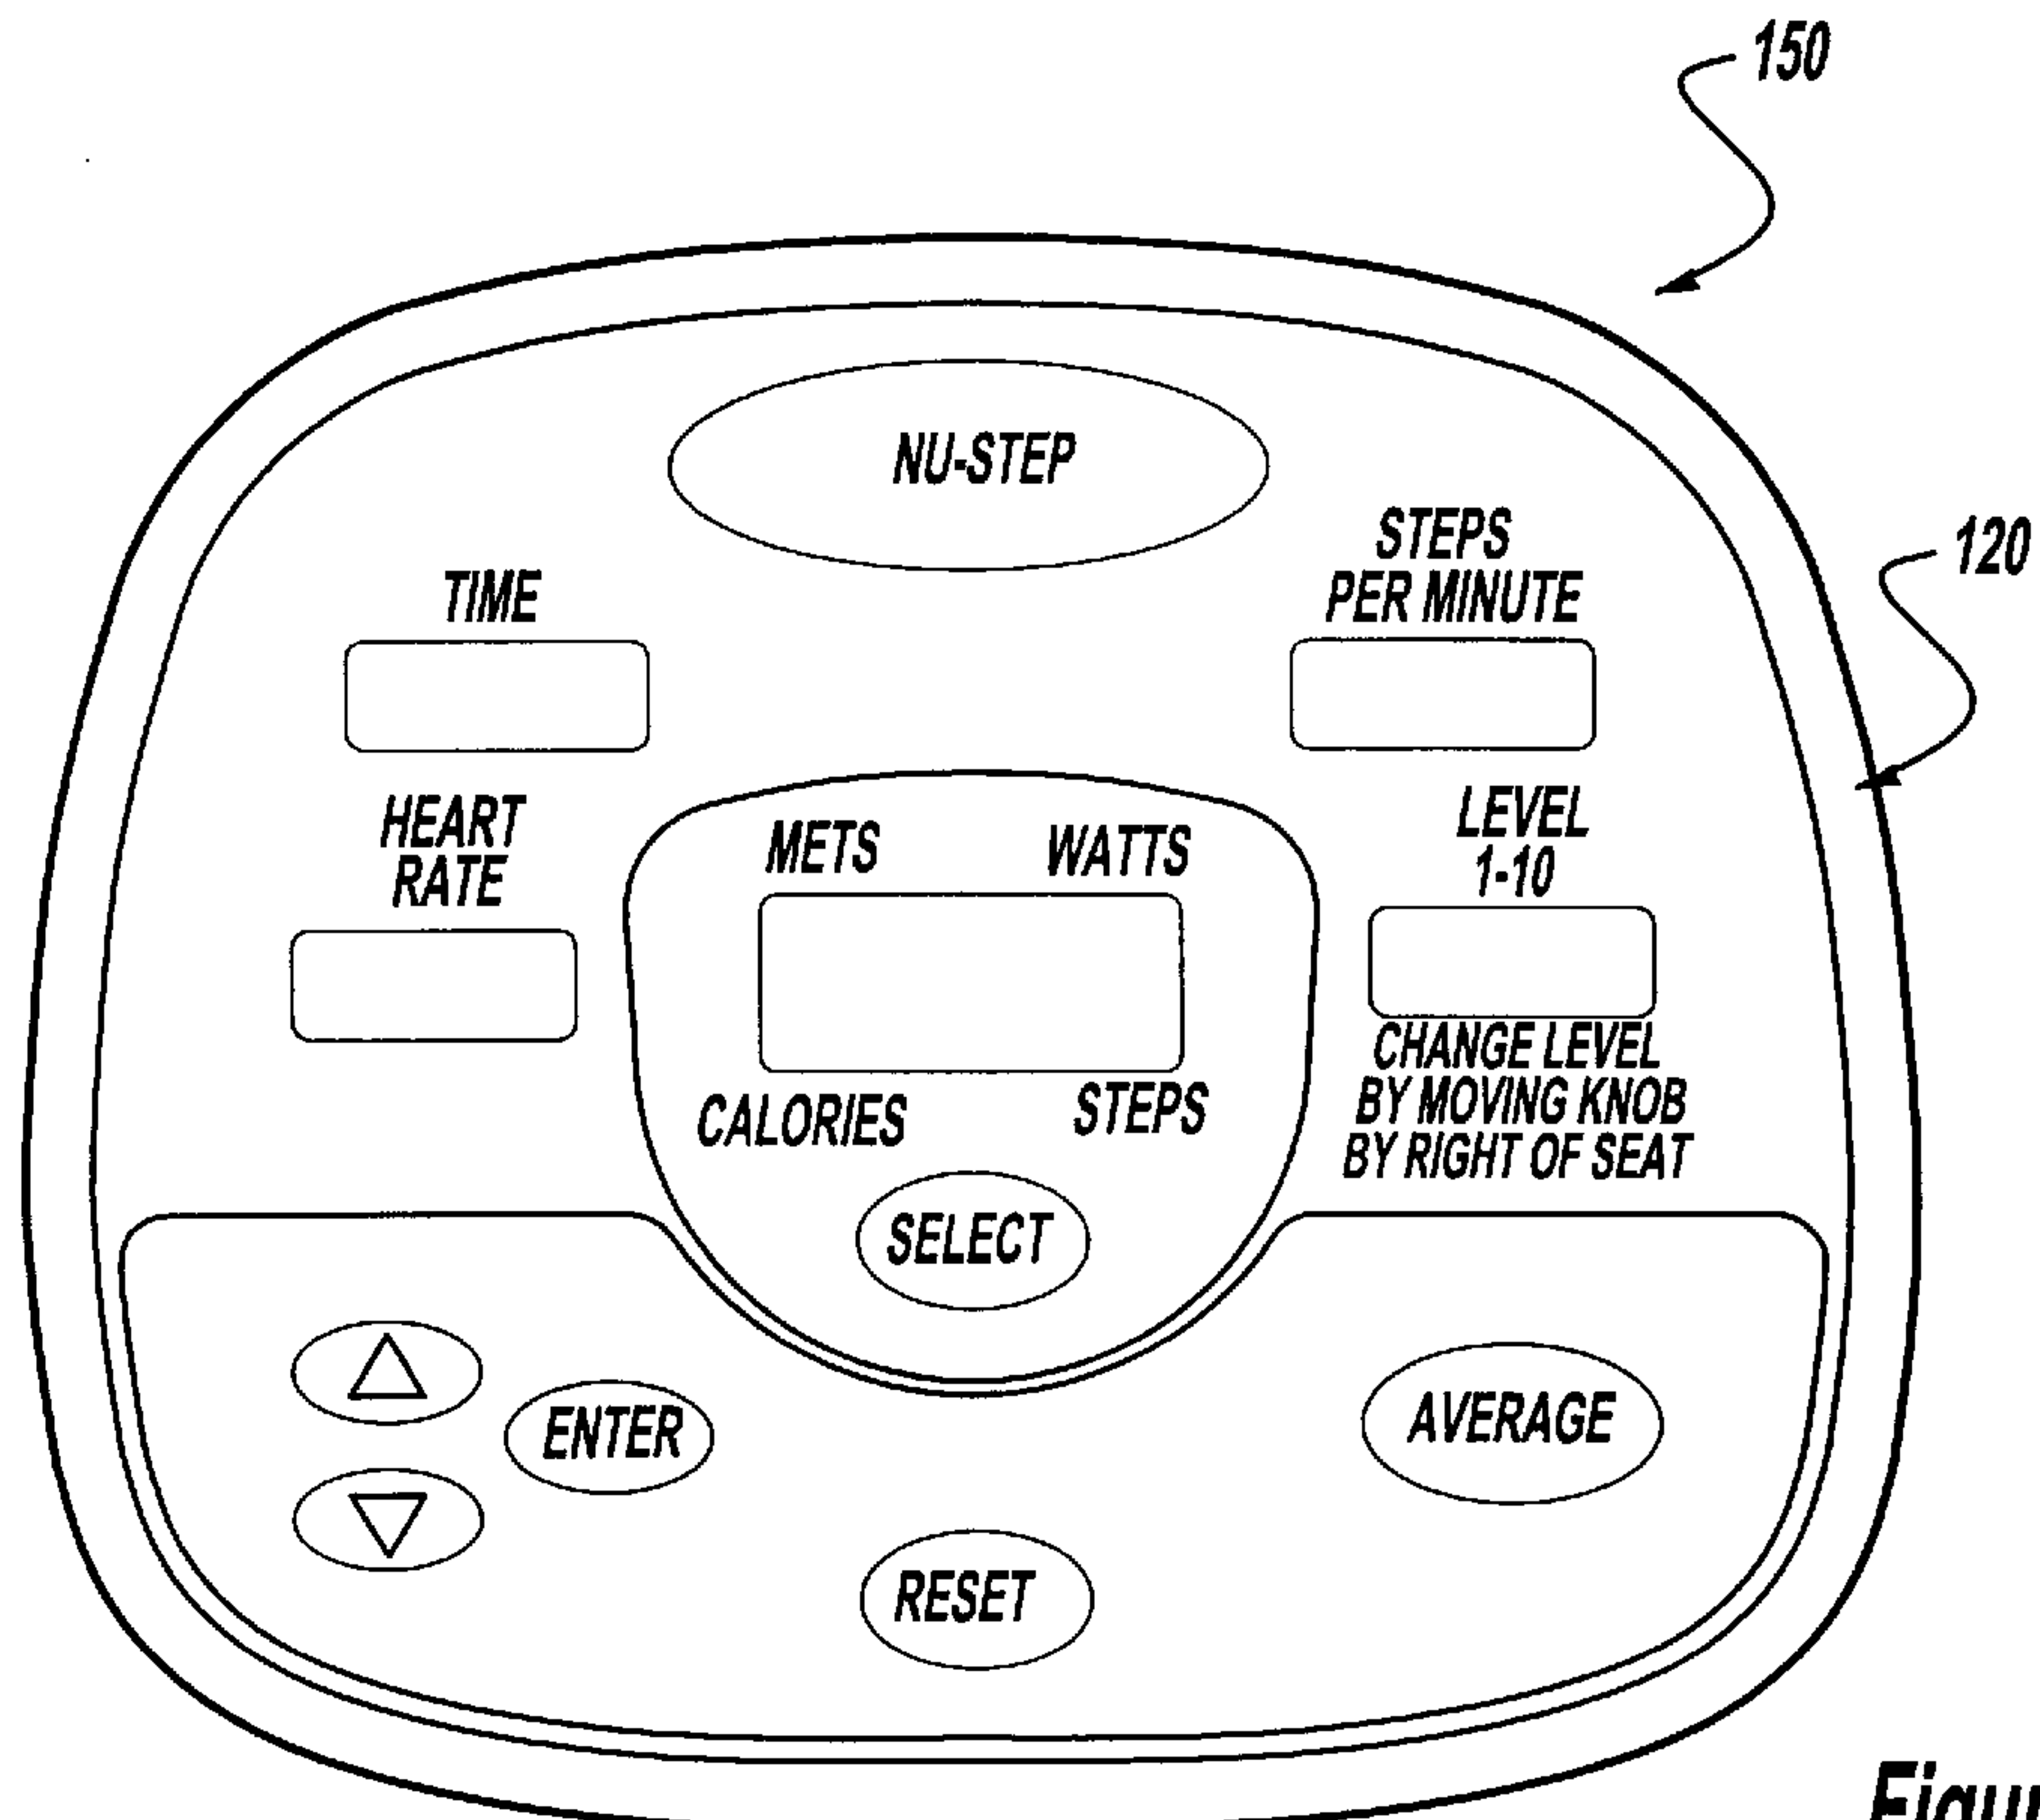 150
NU-STEP
120
TIME
STEPS
PER MINUTE
HEART
RATE
METS
WATTS
LEVEL
1-10
CALORIES
STEPS
CHANGE LEVEL
BY MOVING KNOB
BY RIGHT OF SEAT
SELECT
ENTER
AVERAGE
RESET